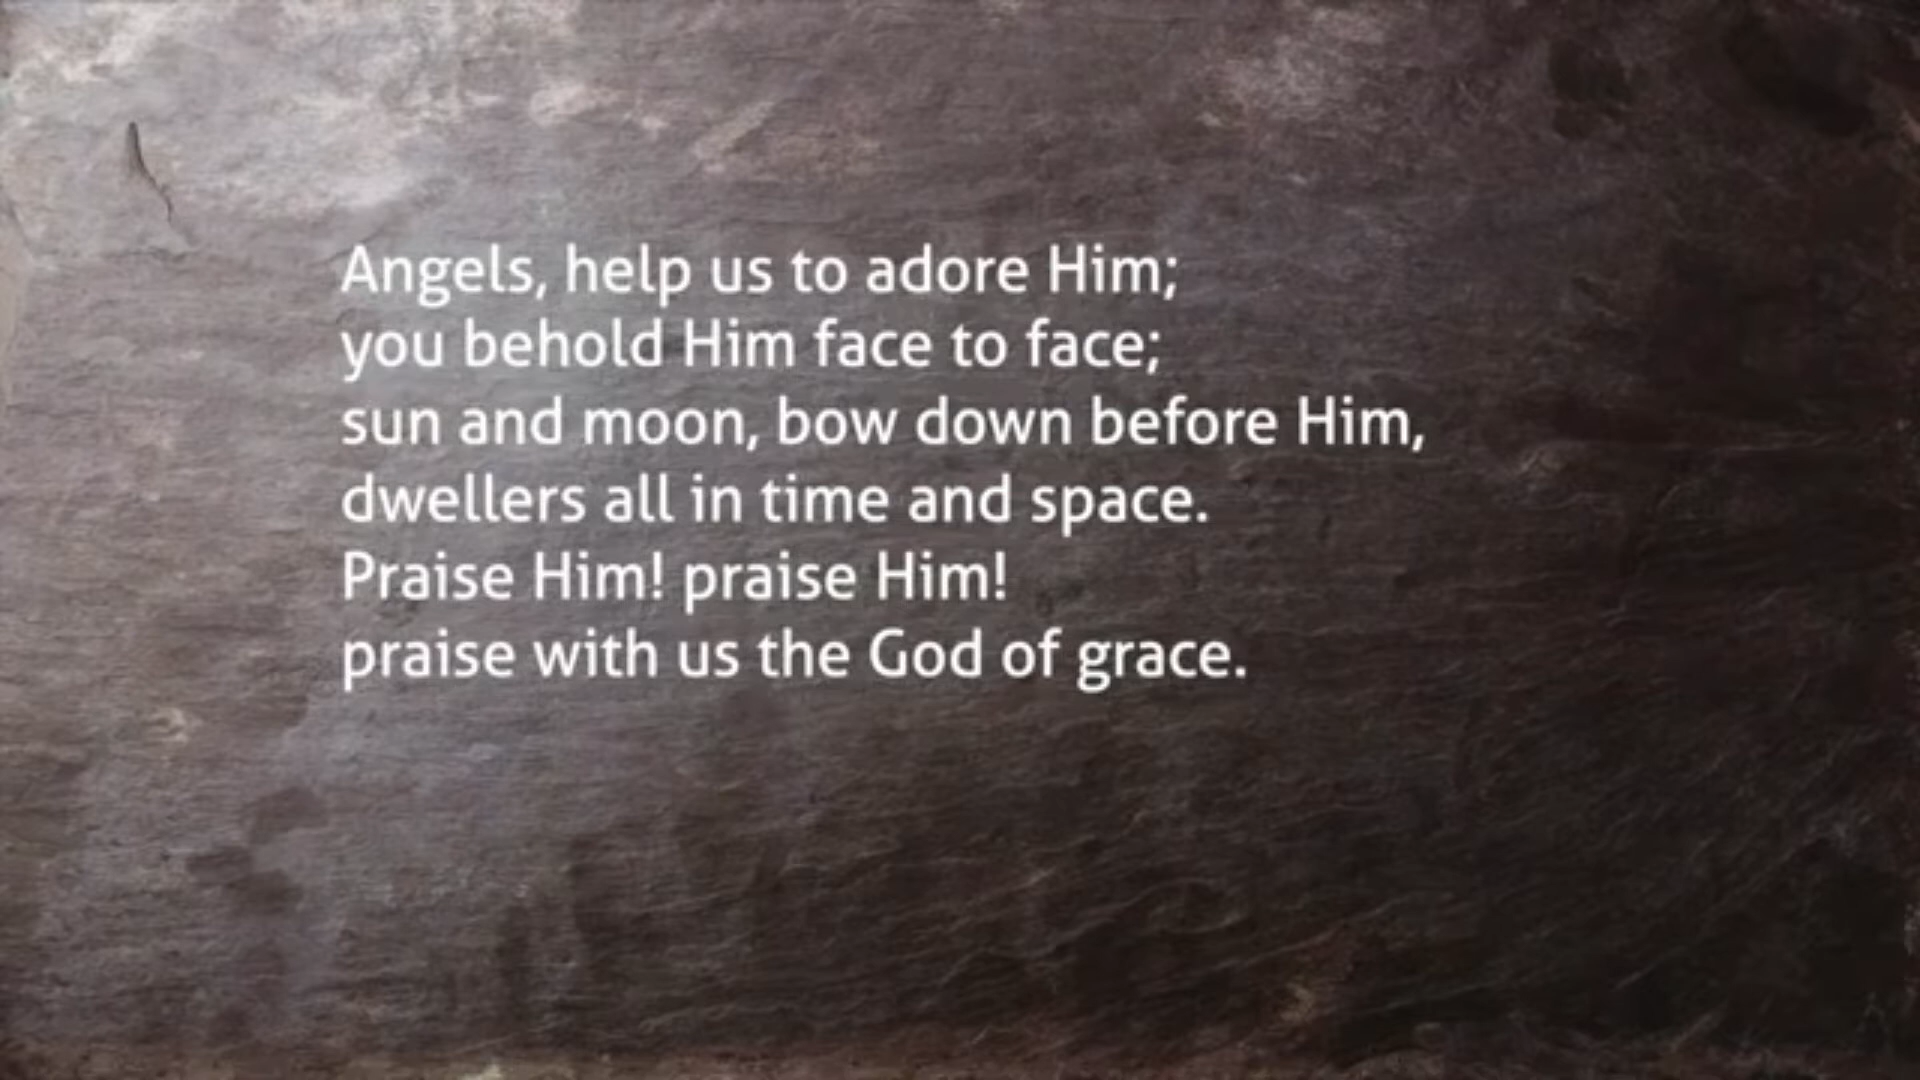 Angels, help us to adore Him;
you behold Him face to face;
sun and moon, bow down before Him,
dwellers all in time and space.
Praise Him! praise Him!
praise with us the God of grace.